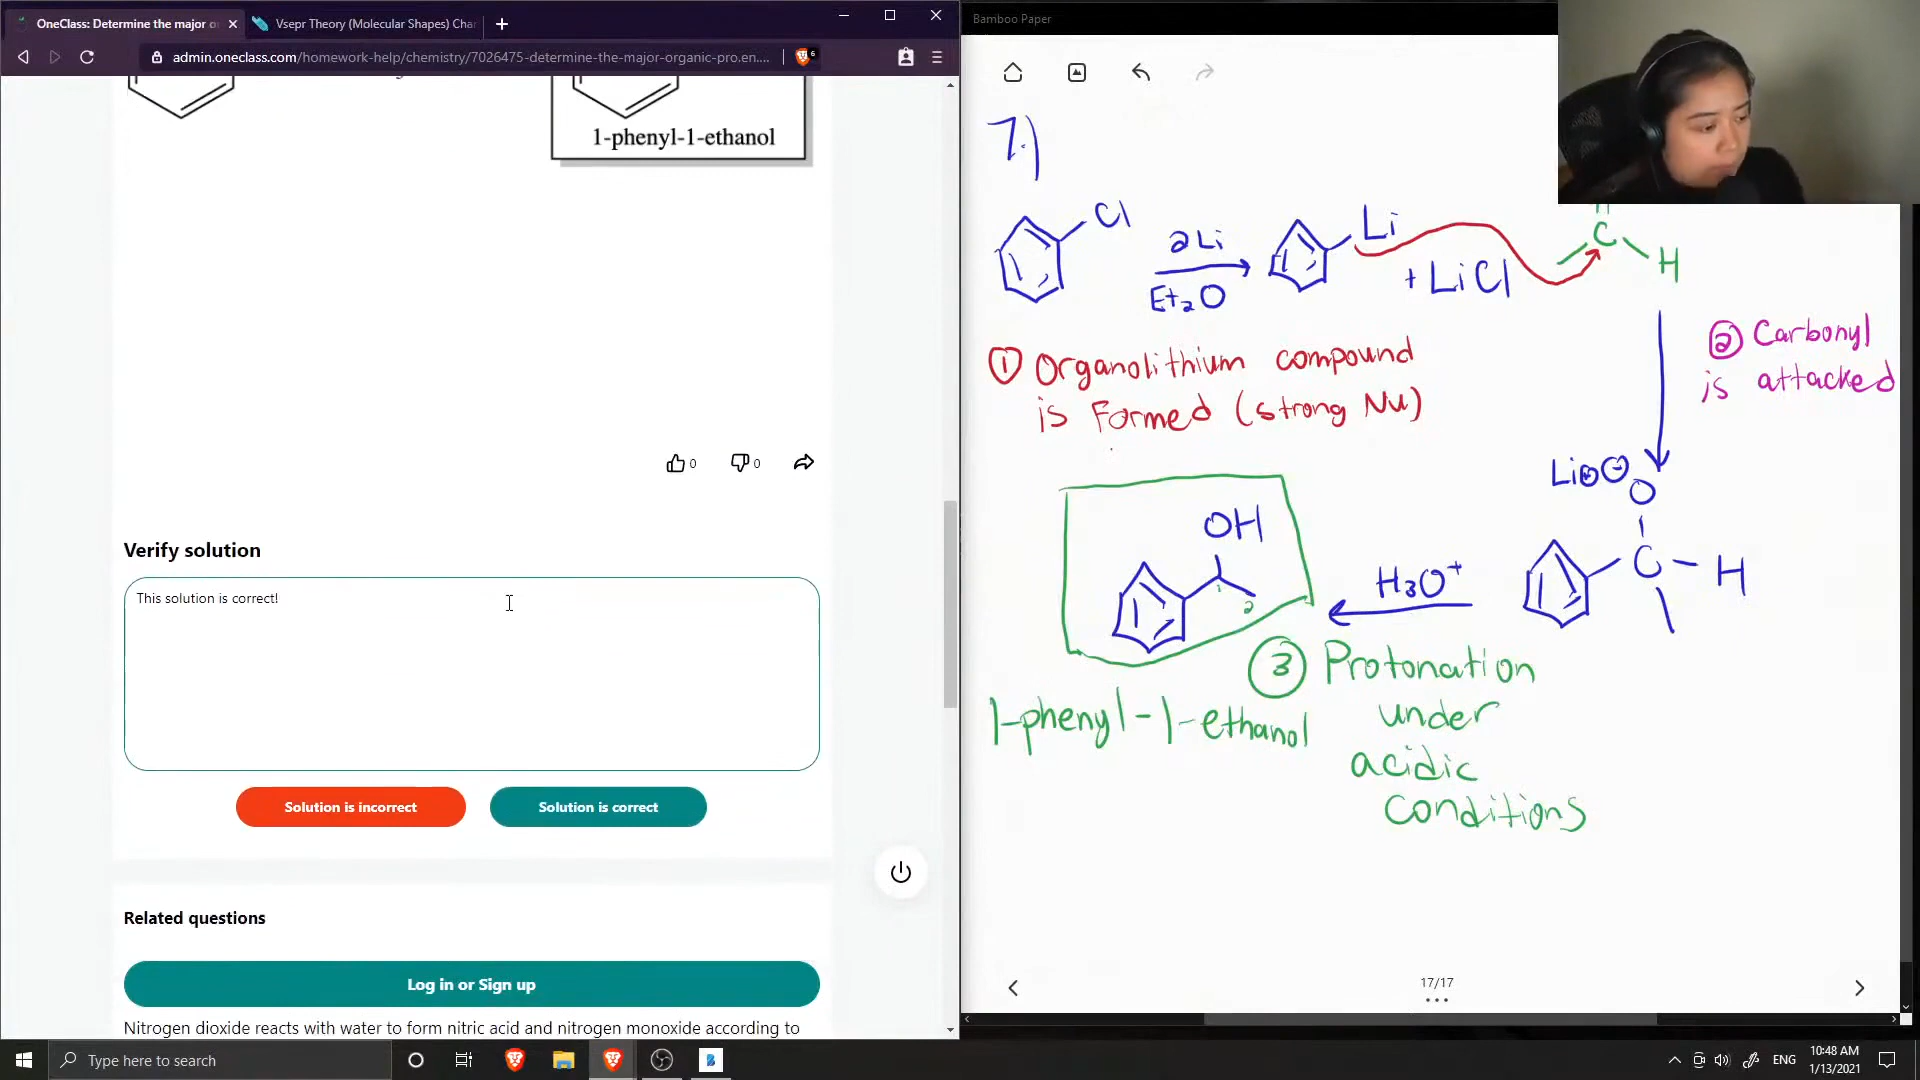 OneClass: Determine the major o
Vsepr Theory (Molecular Shapes) Cha
admin.oneclass.com/homework-help/chemistry/7026475-determine-the-major-organic-pro.en....
6
1-phenyl-1-ethanol
0
0
Verify solution
This solution is correct!
Solution is incorrect
Solution is correct
Related questions
Log in or Sign up
Nitrogen dioxide reacts with water to form nitric acid and nitrogen monoxide according to
Bamboo Paper
7.)
Cl
2Li
Et₂O
Li
+ LiCl
C
H
① Organolithium compound
is Formed (strong Nu)
② Carbonyl
is attacked
Li⊕ ⊖
O
C - H
H₃O⁺
OH
1
2
③ Protonation
under
acidic
conditions
1-phenyl-1-ethanol
17/17
Type here to search
ENG
10:48 AM
1/13/2021